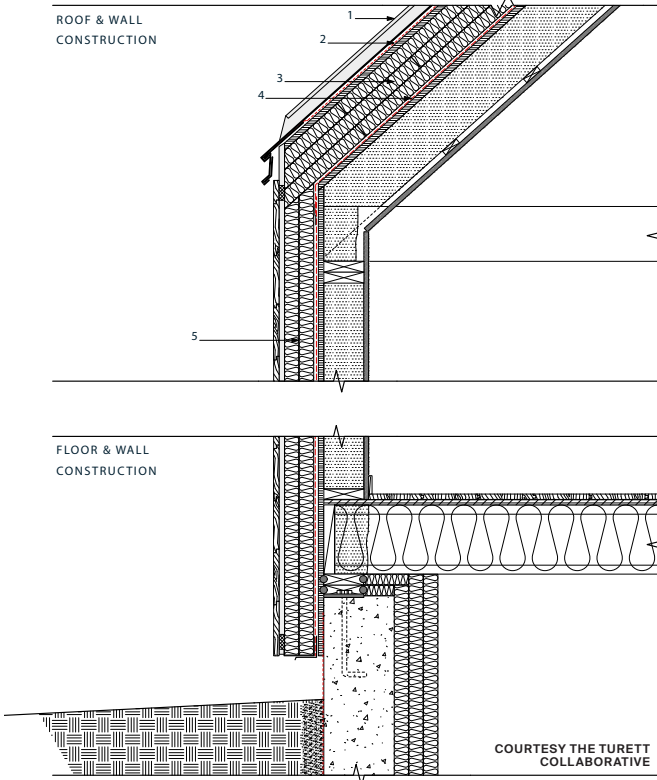 ROOF & WALL
CONSTRUCTION
1
2
3
4
5
FLOOR & WALL
CONSTRUCTION
COURTESY THE TURETT
COLLABORATIVE